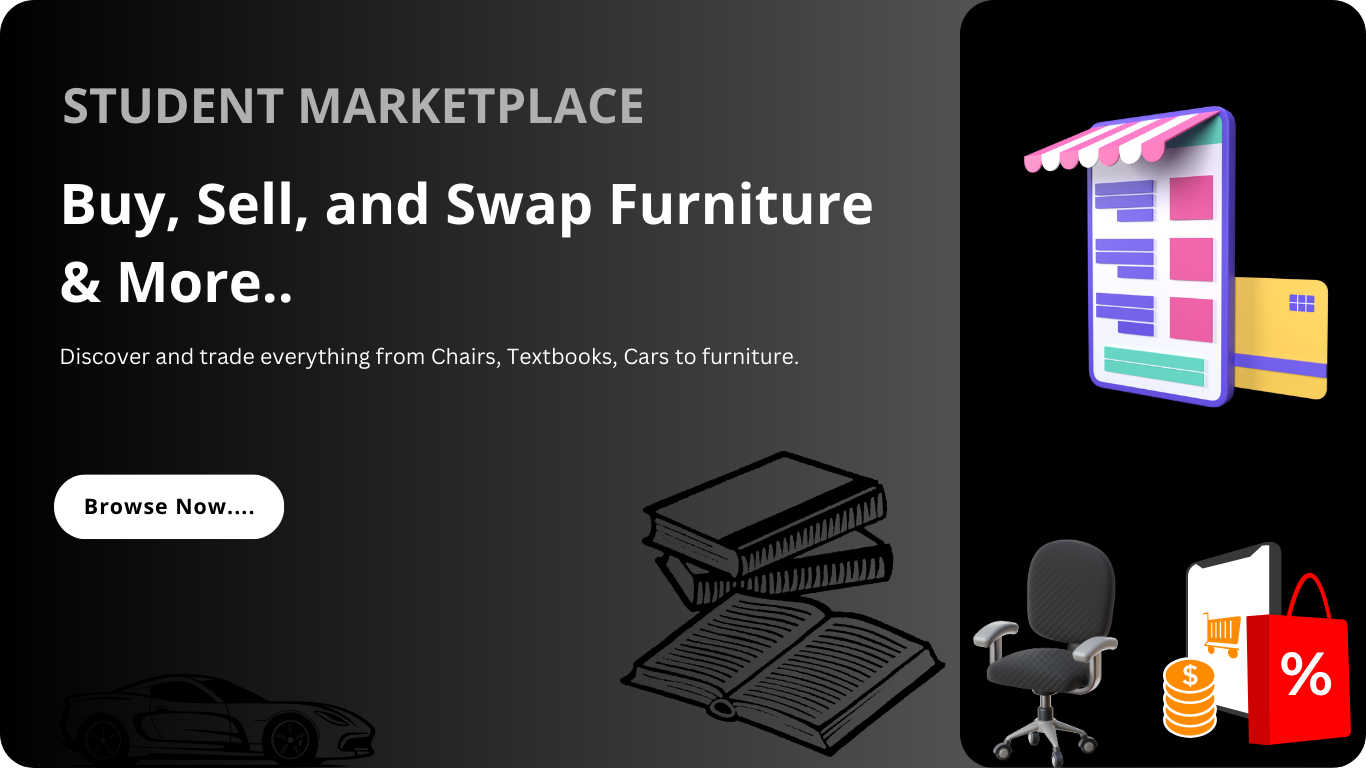 STUDENT MARKETPLACE
Buy, Sell, and Swap Furniture
& More..
Discover and trade everything from Chairs, Textbooks, Cars to furniture.
Browse Now....
$
%